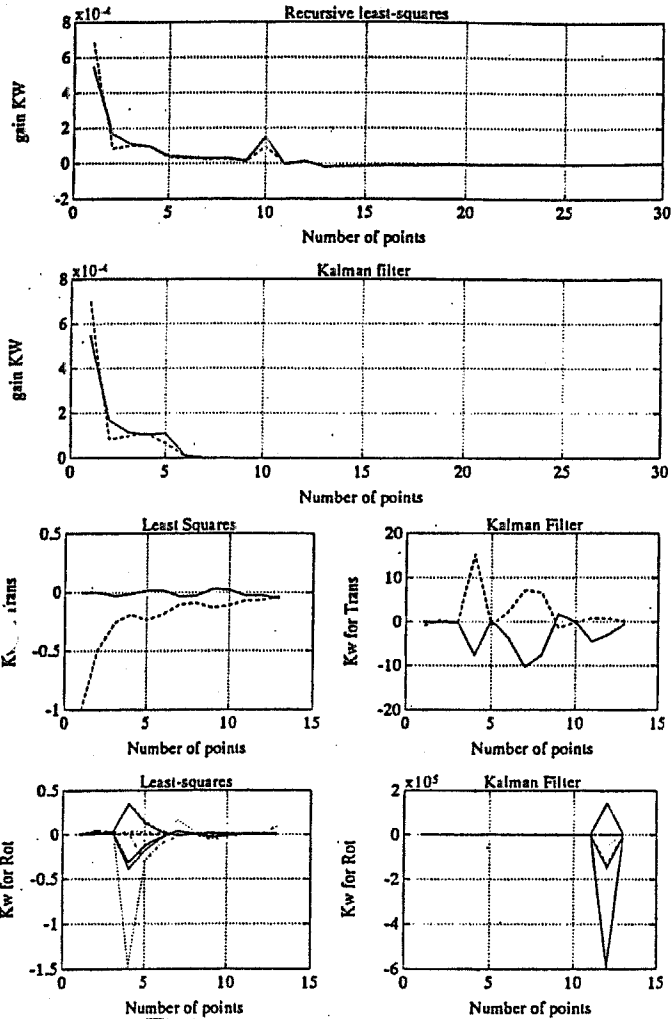 Recursive least-squares
x10⁻⁴
8
6
4
2
0
-2
gain KW
0 5 10 15 20 25 30
Number of points
Kalman filter
x10⁻⁴
8
6
4
2
0
gain KW
0 5 10 15 20 25 30
Number of points
Least Squares
0.5
0
-0.5
-1
Trans
0 5 10 15
Number of points
Kalman Filter
20
10
0
-10
-20
Kw for Trans
0 5 10 15
Number of points
Least-squares
0.5
0
-0.5
-1
-1.5
Kw for Rot
0 5 10 15
Number of points
Kalman Filter
x10⁵
2
0
-2
-4
-6
Kw for Rot
0 5 10 15
Number of points